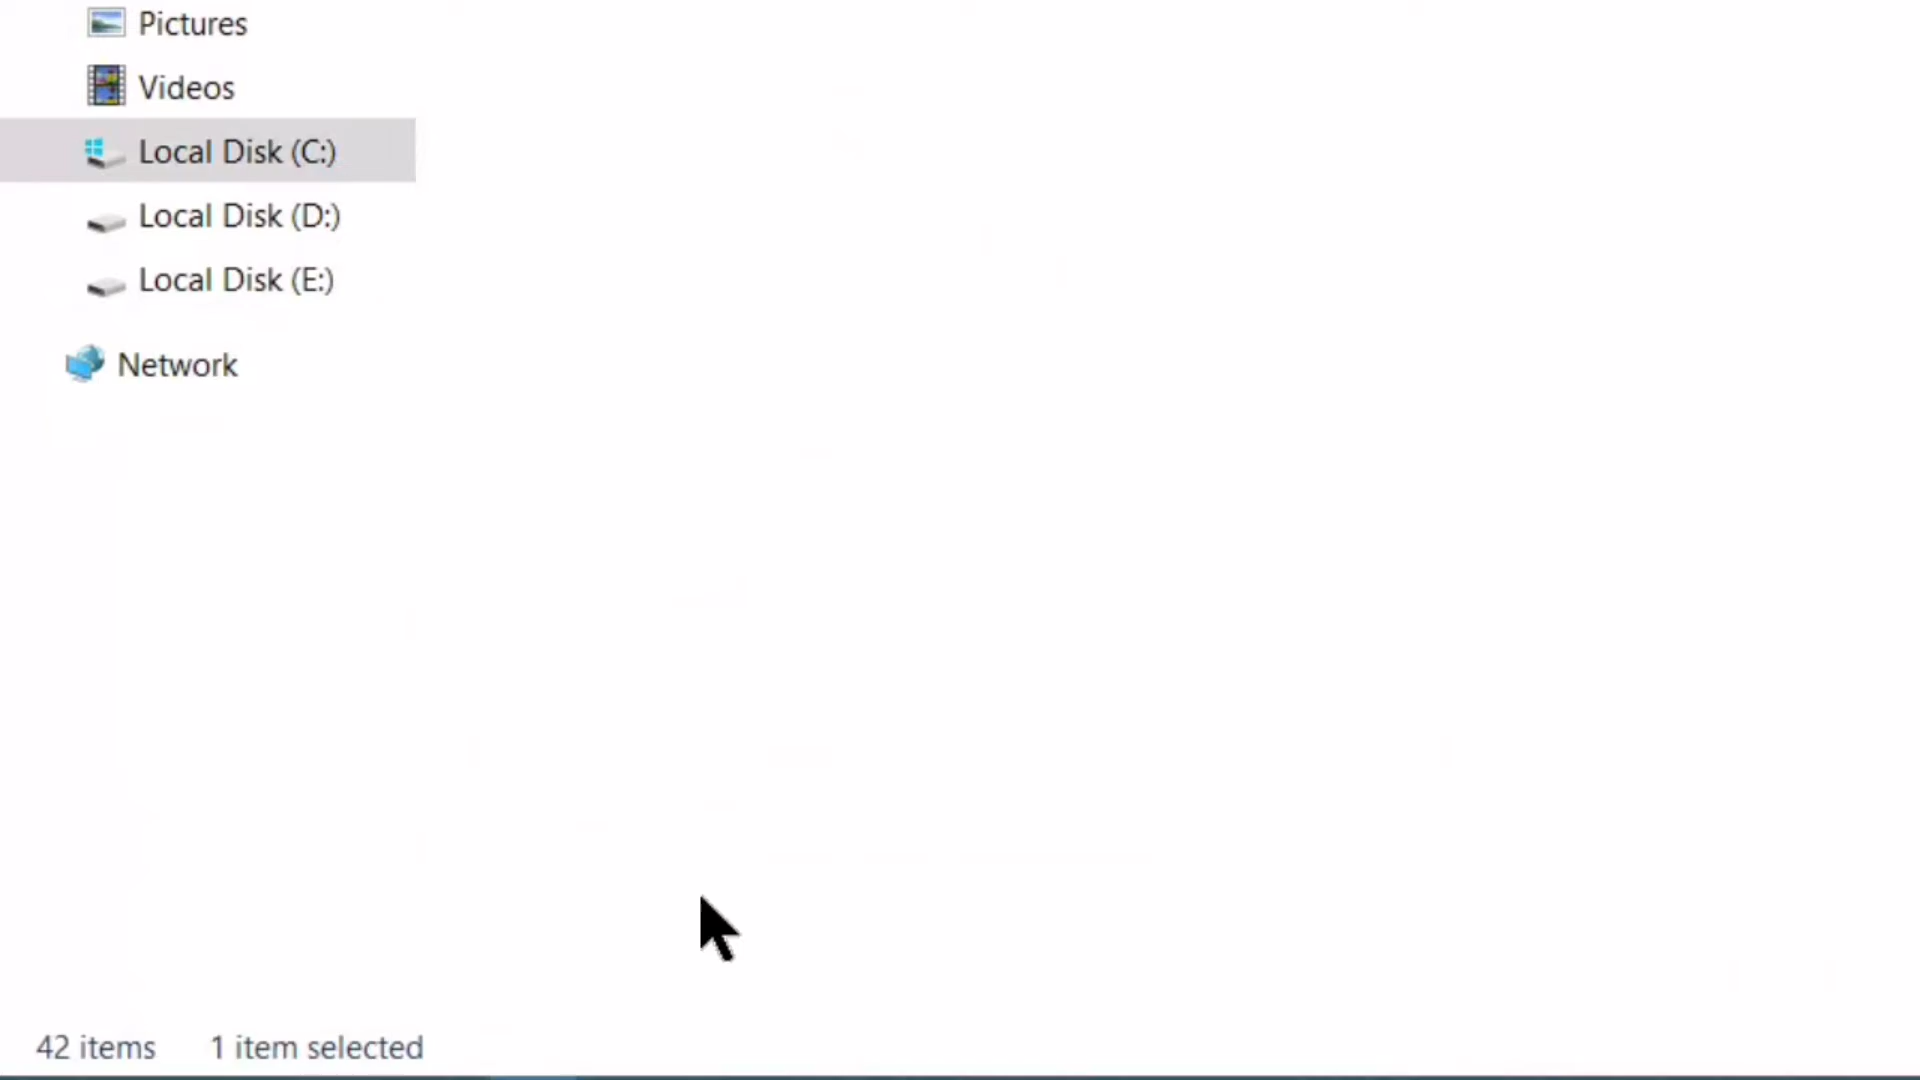 Pictures
Videos
Local Disk (C:)
Local Disk (D:)
Local Disk (E:)
Network
42 items 1 item selected